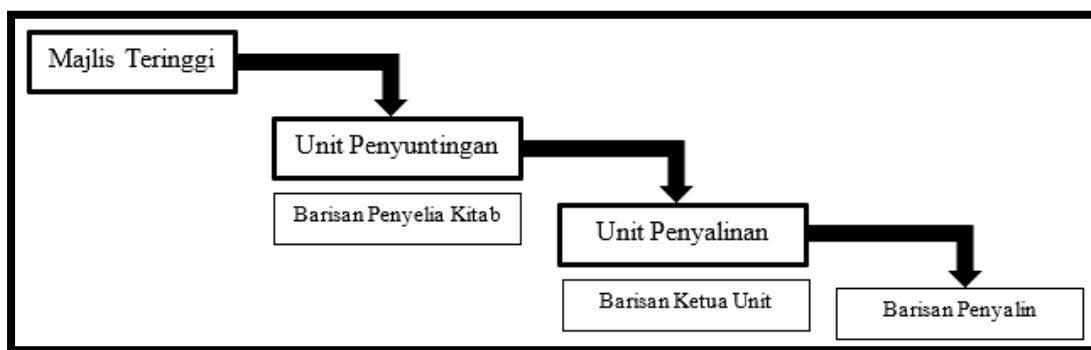 Majlis Teringgi
Unit Penyuntingan
Barisan Penyelia Kitab
Unit Penyalinan
Barisan Ketua Unit
Barisan Penyalin